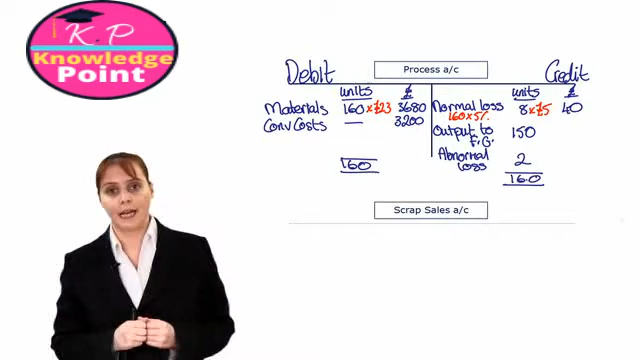 K.P
Knowledge
Point
Debit
Process a/c
Credit
units £
units £
Materials 160 x £23 3680
Normal loss 8 x £5 40
160 x 5%
Conv Costs — 3200
Output to 150
F.G.
Abnormal 2
loss
160
160
Scrap Sales a/c